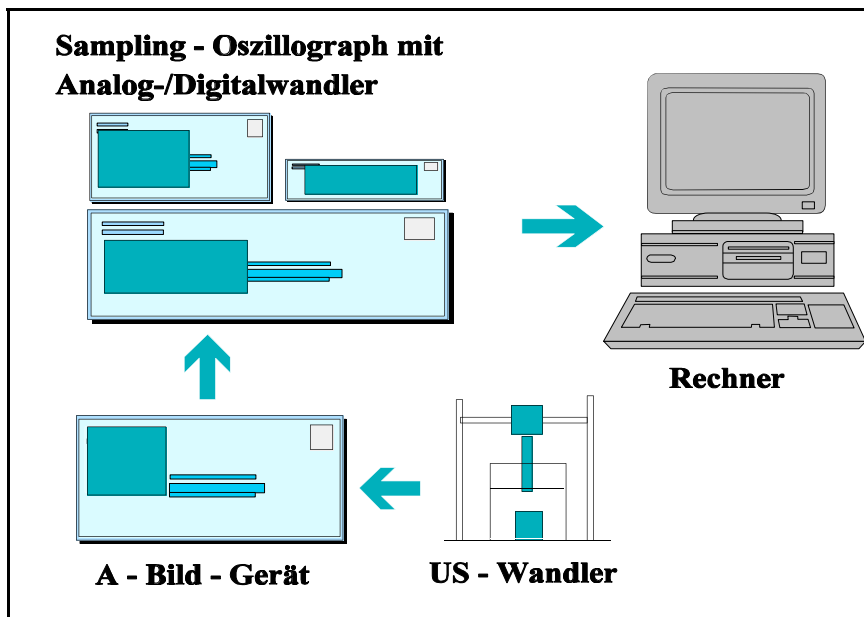 Sampling - Oszillograph mit
Analog-/Digitalwandler
Rechner
A - Bild - Gerät
US - Wandler